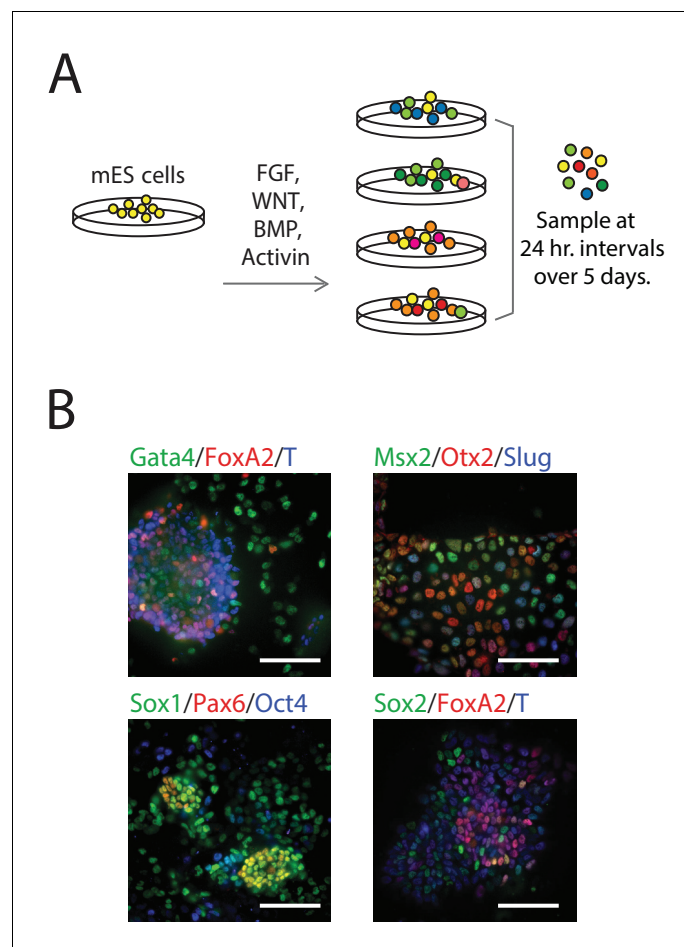 A
mES cells
FGF,
WNT,
BMP,
Activin
Sample at
24 hr. intervals
over 5 days.
B
Gata4/FoxA2/T
Msx2/Otx2/Slug
Sox1/Pax6/Oct4
Sox2/FoxA2/T